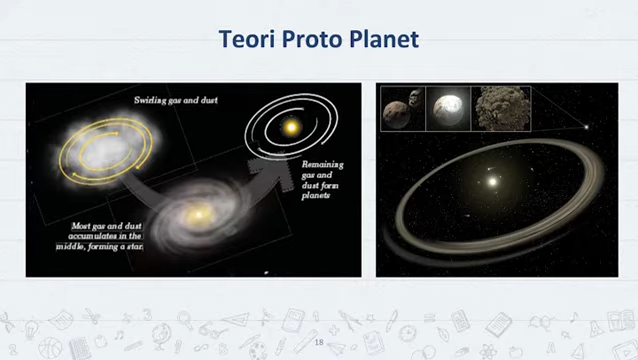 Teori Proto Planet
Swirling gas and dust
Remaining
gas and
dust form
planets
Most gas and dust
accumulates in the
middle, forming a star.
18